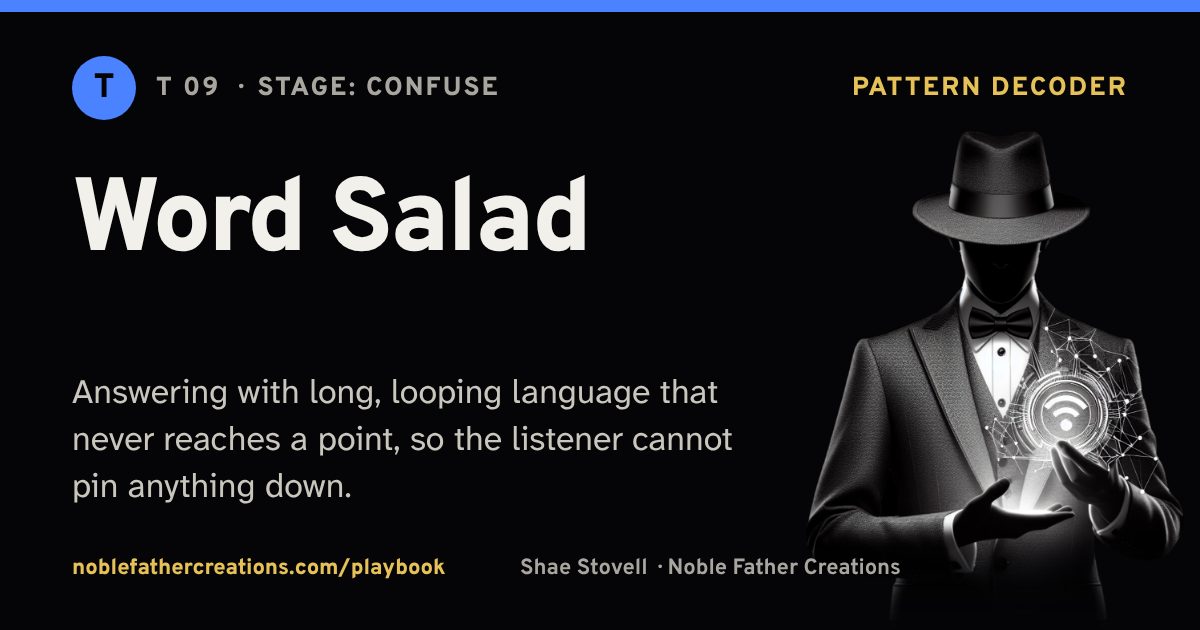 T
T 09 · STAGE: CONFUSE
PATTERN DECODER
Word Salad
Answering with long, looping language that
never reaches a point, so the listener cannot
pin anything down.
noblefathercreations.com/playbook
Shae Stovell · Noble Father Creations